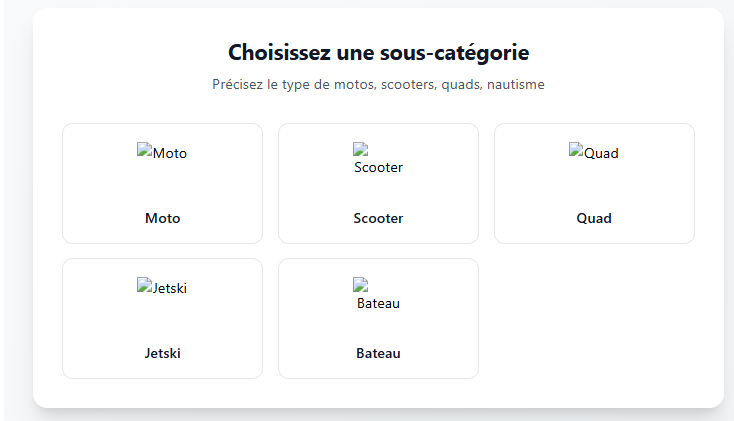 Choisissez une sous-catégorie
Précisez le type de motos, scooters, quads, nautisme
Moto
Scooter
Quad
Moto
Scooter
Quad
Jetski
Bateau
Jetski
Bateau